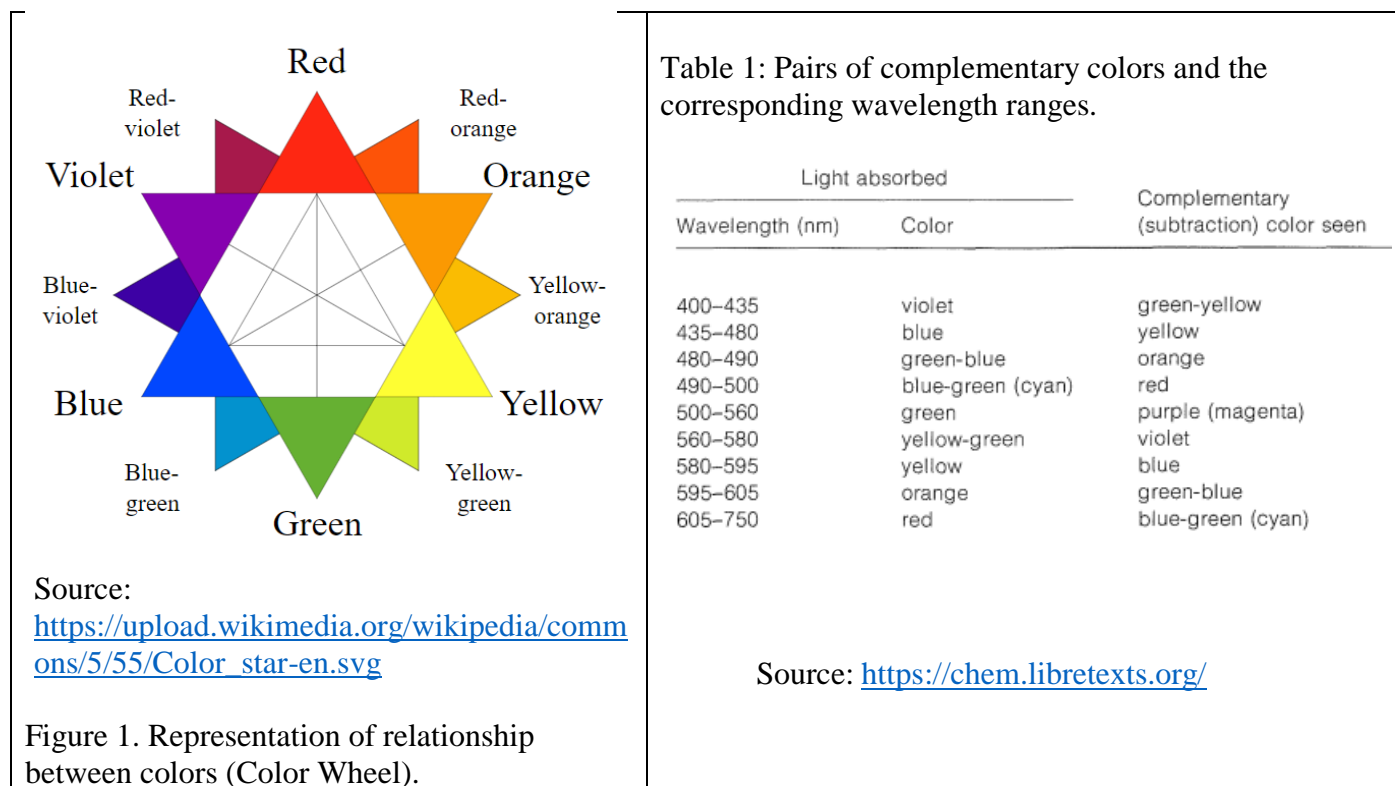 Red
Red-
violet
Red-
orange
Violet
Orange
Blue-
violet
Yellow-
orange
Blue
Yellow
Blue-
green
Yellow-
green
Green
Source:
https://upload.wikimedia.org/wikipedia/comm
ons/5/55/Color_star-en.svg
Figure 1. Representation of relationship
between colors (Color Wheel).
Table 1: Pairs of complementary colors and the
corresponding wavelength ranges.
Light absorbed
Complementary
Wavelength (nm) Color (subtraction) color seen
400–435 violet green-yellow
435–480 blue yellow
480–490 green-blue orange
490–500 blue-green (cyan) red
500–560 green purple (magenta)
560–580 yellow-green violet
580–595 yellow blue
595–605 orange green-blue
605–750 red blue-green (cyan)
Source: https://chem.libretexts.org/